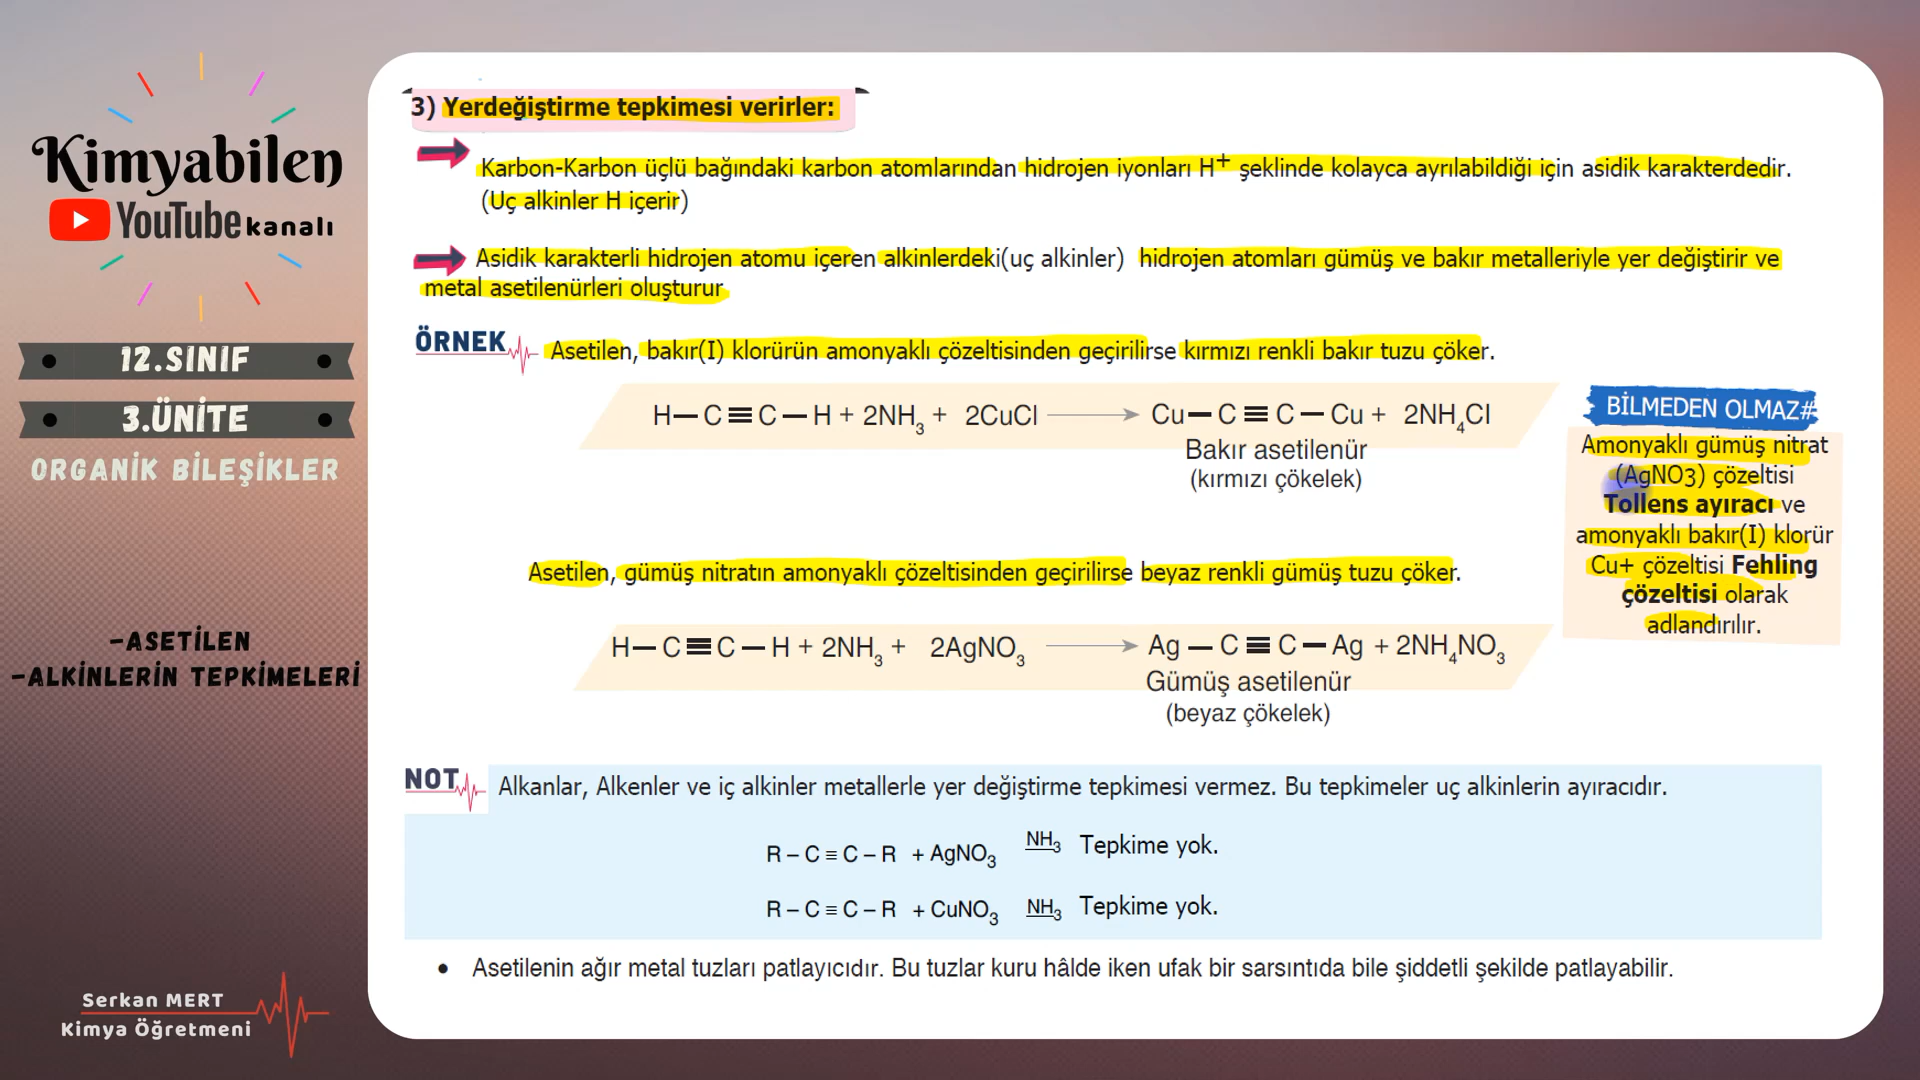 Kimyabilen
YouTube kanalı
12.SINIF
3.ÜNİTE
ORGANİK BİLEŞİKLER
-ASETİLEN
-ALKİNLERİN TEPKİMELERİ
Serkan MERT
Kimya Öğretmeni
3) Yerdeğiştirme tepkimesi verirler:
Karbon-Karbon üçlü bağındaki karbon atomlarından hidrojen iyonları H⁺ şeklinde kolayca ayrılabildiği için asidik karakterdedir.
(Uç alkinler H içerir)
Asidik karakterli hidrojen atomu içeren alkinlerdeki(uç alkinler) hidrojen atomları gümüş ve bakır metalleriyle yer değiştirir ve
metal asetilenürleri oluşturur
ÖRNEK Asetilen, bakır(I) klorürün amonyaklı çözeltisinden geçirilirse kırmızı renkli bakır tuzu çöker.
H — C ≡ C — H + 2NH₃ + 2CuCl ⟶ Cu — C ≡ C — Cu + 2NH₄Cl
Bakır asetilenür
(kırmızı çökelek)
Asetilen, gümüş nitratın amonyaklı çözeltisinden geçirilirse beyaz renkli gümüş tuzu çöker.
H — C ≡ C — H + 2NH₃ + 2AgNO₃ ⟶ Ag — C ≡ C — Ag + 2NH₄NO₃
Gümüş asetilenür
(beyaz çökelek)
BİLMEDEN OLMAZ#
Amonyaklı gümüş nitrat
(AgNO3) çözeltisi
Tollens ayıracı ve
amonyaklı bakır(I) klorür
Cu+ çözeltisi Fehling
çözeltisi olarak
adlandırılır.
NOT Alkanlar, Alkenler ve iç alkinler metallerle yer değiştirme tepkimesi vermez. Bu tepkimeler uç alkinlerin ayıracıdır.
R – C ≡ C – R + AgNO₃ NH₃ Tepkime yok.
R – C ≡ C – R + CuNO₃ NH₃ Tepkime yok.
• Asetilenin ağır metal tuzları patlayıcıdır. Bu tuzlar kuru hâlde iken ufak bir sarsıntıda bile şiddetli şekilde patlayabilir.